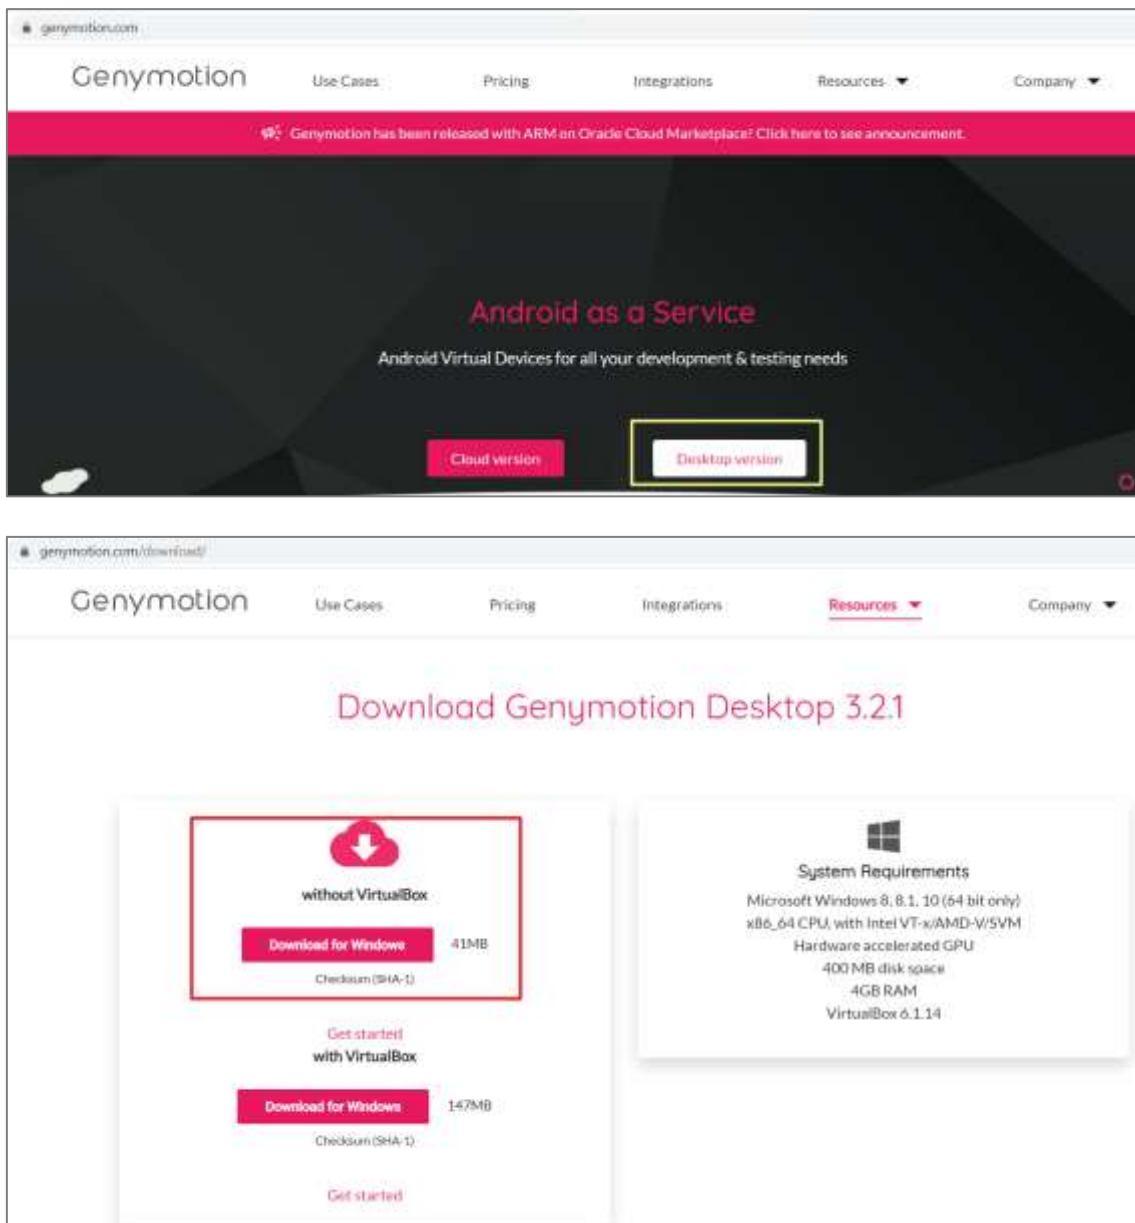 genymotion.com
Genymotion Use Cases Pricing Integrations Resources Company
Genymotion has been released with ARM on Oracle Cloud Marketplace! Click here to see announcement.
Android as a Service
Android Virtual Devices for all your development & testing needs
Cloud version Desktop version
genymotion.com/download/
Genymotion Use Cases Pricing Integrations Resources Company
Download Genymotion Desktop 3.2.1
without VirtualBox
Download for Windows 41MB
Checksum (SHA-1)
Get started
with VirtualBox
Download for Windows 147MB
Checksum (SHA-1)
Get started
System Requirements
Microsoft Windows 8, 8.1, 10 (64 bit only)
x86_64 CPU, with Intel VT-x/AMD-V/SVM
Hardware accelerated GPU
400 MB disk space
4GB RAM
VirtualBox 6.1.14